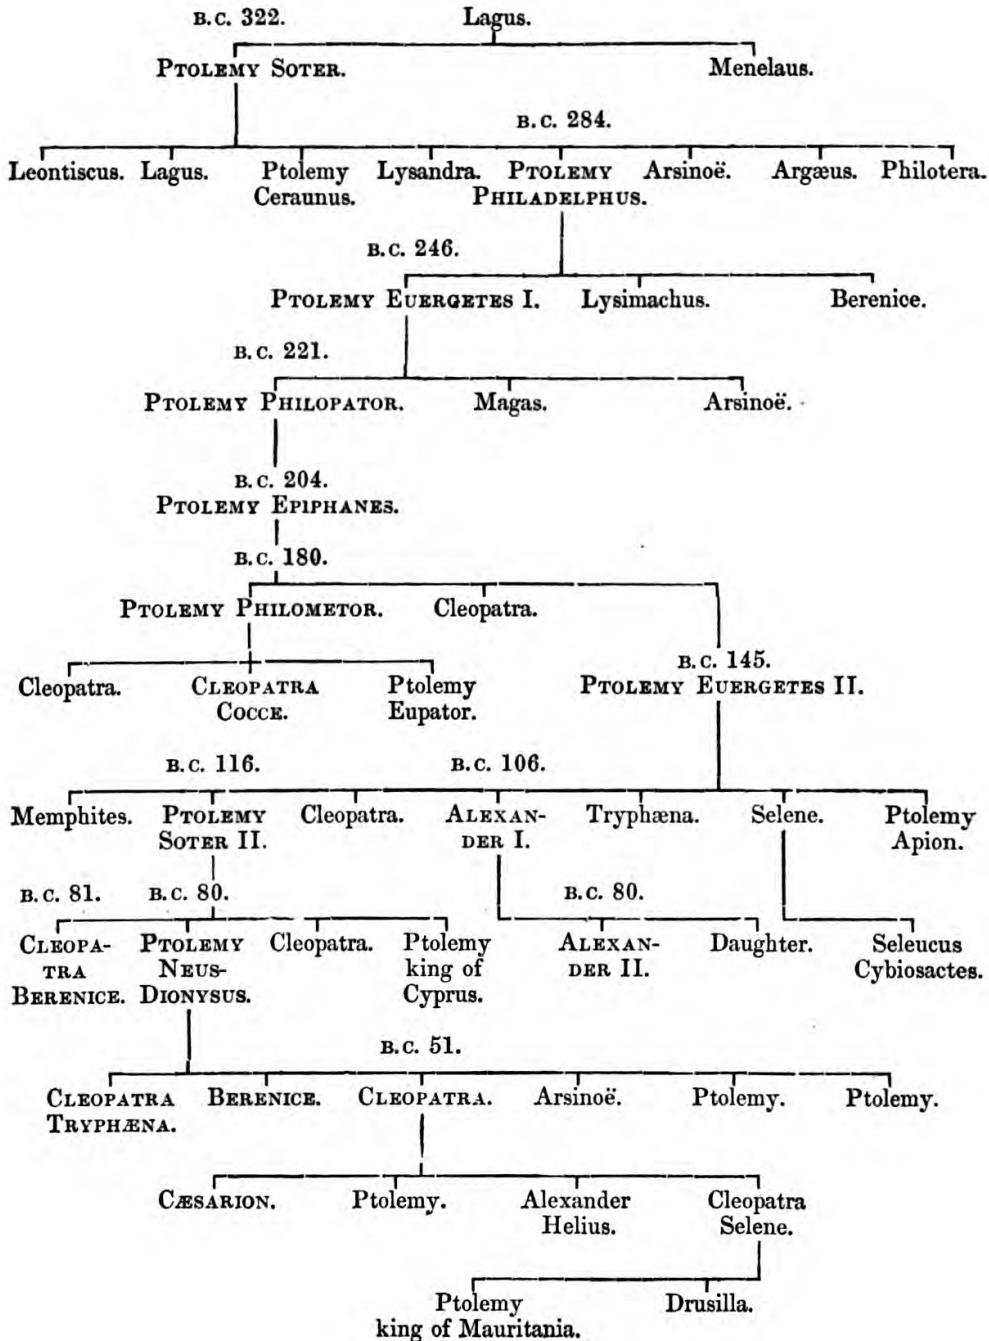 B.C. 322. Lagus.
PTOLEMY SOTER. Menelaus.
B.C. 284.
Leontiscus. Lagus. Ptolemy Lysandra. PTOLEMY Arsinoë. Argæus. Philotera.
Ceraunus. PHILADELPHUS.
B.C. 246.
PTOLEMY EUERGETES I. Lysimachus. Berenice.
B.C. 221.
PTOLEMY PHILOPATOR. Magas. Arsinoë.
B.C. 204.
PTOLEMY EPIPHANES.
B.C. 180.
PTOLEMY PHILOMETOR. Cleopatra.
B.C. 145.
Cleopatra. CLEOPATRA Ptolemy PTOLEMY EUERGETES II.
COCCE. Eupator.
B.C. 116. B.C. 106.
Memphites. PTOLEMY Cleopatra. ALEXAN- Tryphæna. Selene. Ptolemy
SOTER II. DER I. Apion.
B.C. 81. B.C. 80. B.C. 80.
CLEOPA- PTOLEMY Cleopatra. Ptolemy ALEXAN- Daughter. Seleucus
TRA NEUS- king of DER II. Cybiosactes.
BERENICE. DIONYSUS. Cyprus.
B.C. 51.
CLEOPATRA BERENICE. CLEOPATRA. Arsinoë. Ptolemy. Ptolemy.
TRYPHÆNA.
CÆSARION. Ptolemy. Alexander Cleopatra
Helius. Selene.
Ptolemy Drusilla.
king of Mauritania.